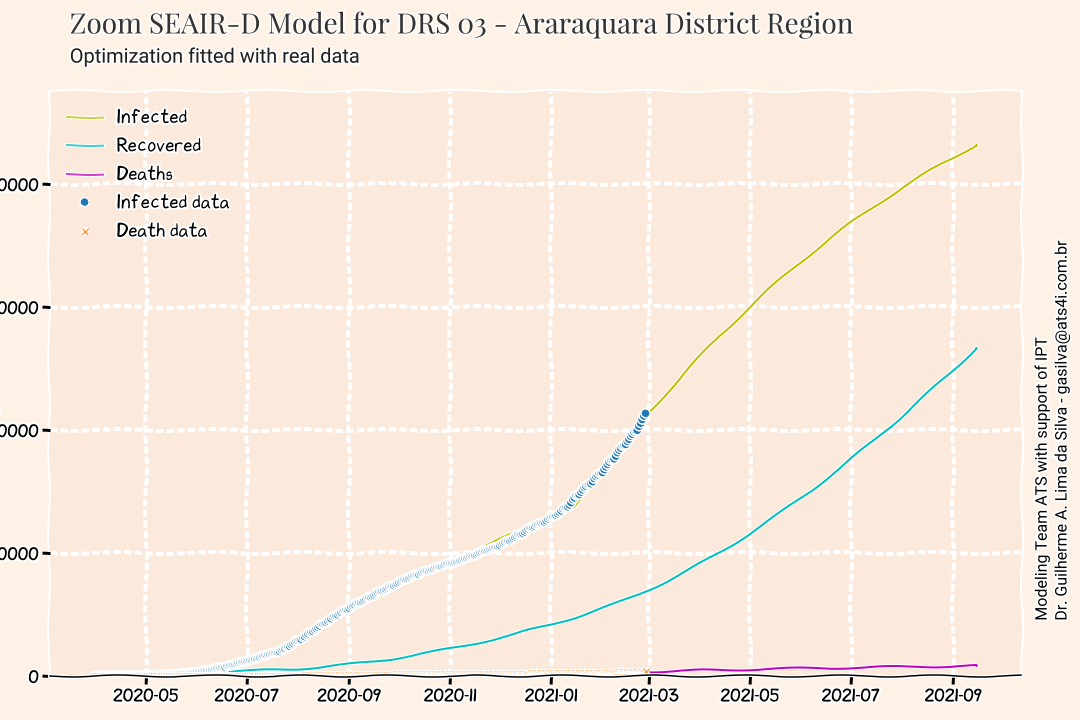 Zoom SEAIR-D Model for DRS 03 - Araraquara District Region
Optimization fitted with real data
Infected
Recovered
Deaths
Infected data
Death data
0000
0000
0000
0000
0
2020-05
2020-07
2020-09
2020-11
2021-01
2021-03
2021-05
2021-07
2021-09
Modeling Team ATS with support of IPT
Dr. Guilherme A. Lima da Silva - gasilva@ats4i.com.br